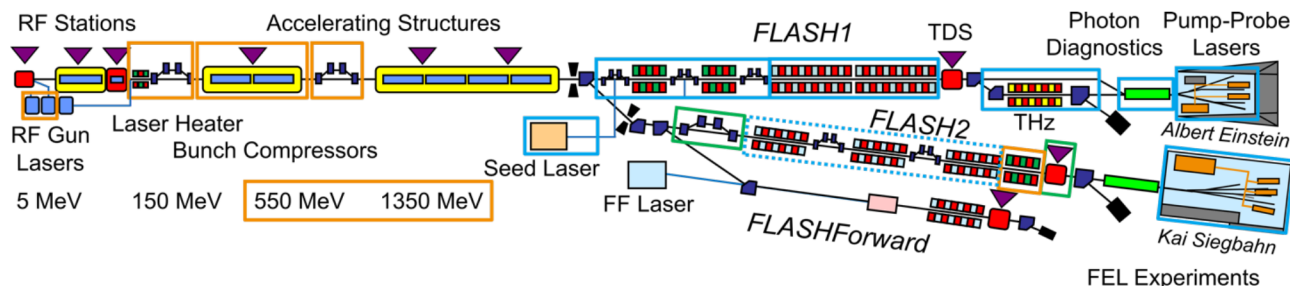 RF Stations
Accelerating Structures
FLASH1
TDS
Photon
Diagnostics
Pump-Probe
Lasers
RF Gun
Lasers
Laser Heater
Bunch Compressors
Seed Laser
FLASH2
THz
Albert Einstein
5 MeV
150 MeV
550 MeV
1350 MeV
FF Laser
FLASHForward
Kai Siegbahn
FEL Experiments